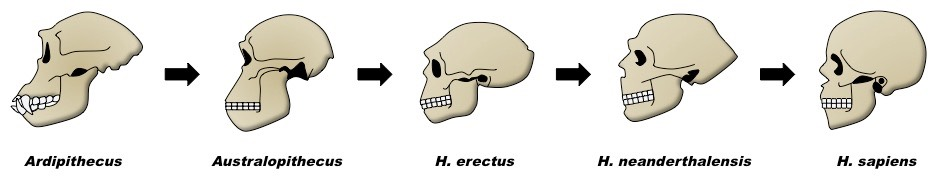 Ardipithecus Australopithecus H. erectus H. neanderthalensis H. sapiens